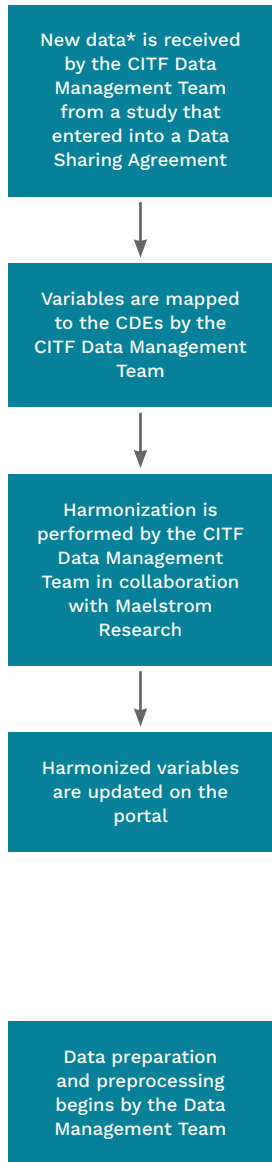 New data* is received
by the CITF Data
Management Team
from a study that
entered into a Data
Sharing Agreement
Variables are mapped
to the CDEs by the
CITF Data Management
Team
Harmonization is
performed by the CITF
Data Management
Team in collaboration
with Maelstrom
Research
Harmonized variables
are updated on the
portal
Data preparation
and preprocessing
begins by the Data
Management Team